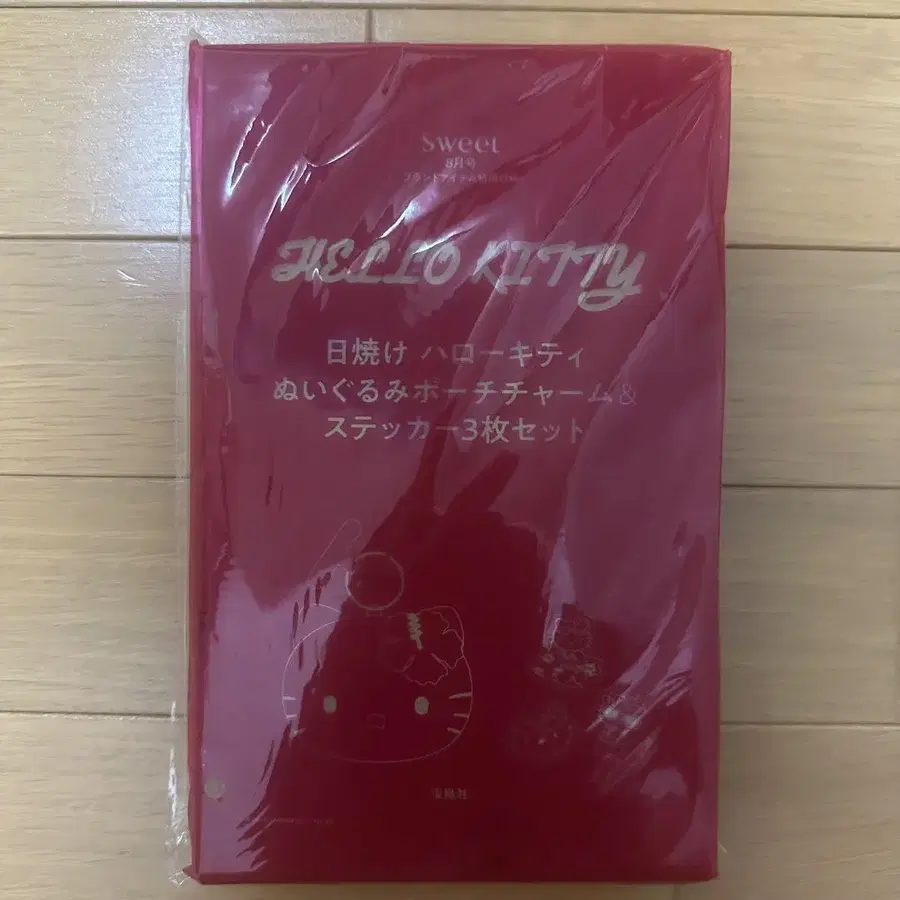 Sweet
8月号
HELLO KITTY
日焼け ハローキティ
ぬいぐるみポーチチャーム&
ステッカー3枚セット
宝島社